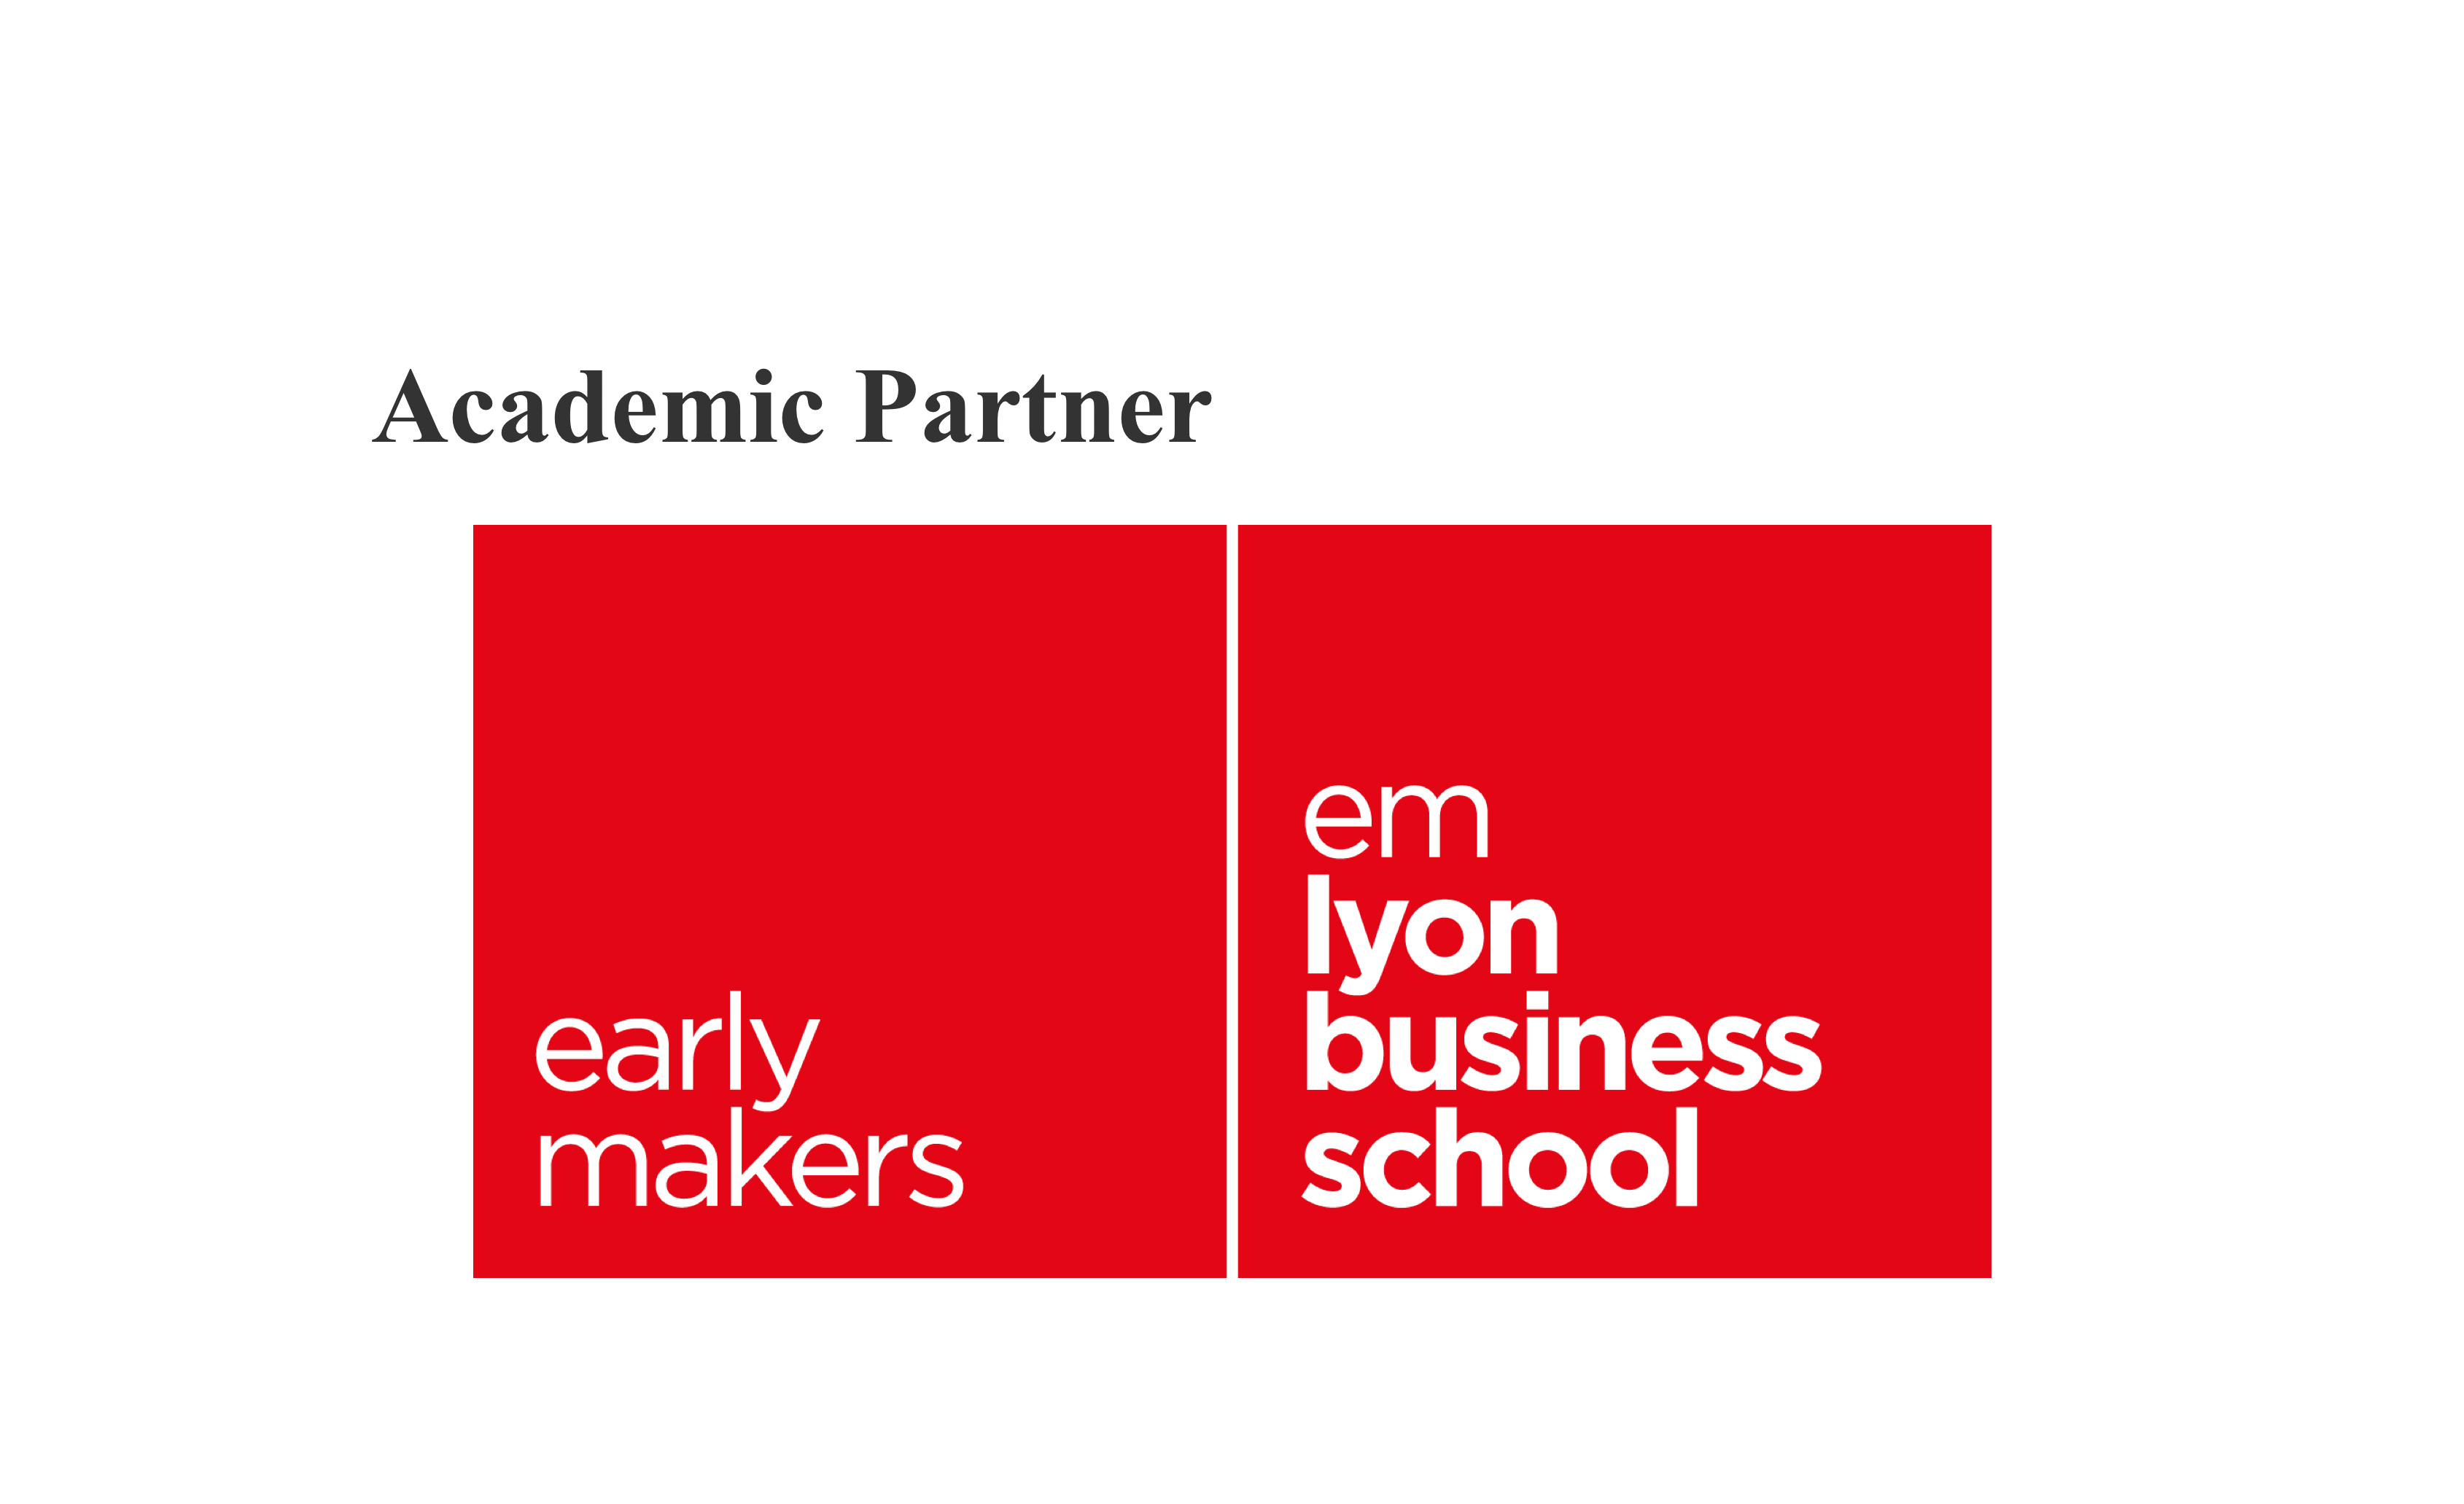 Academic Partner
early
makers
em
lyon
business
school